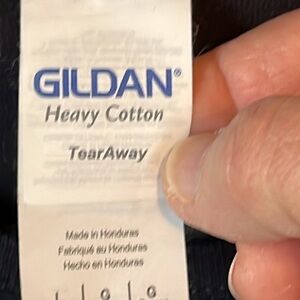 GILDAN®
Heavy Cotton
TearAway
Made in Honduras
Fabriqué au Honduras
Hecho en Honduras